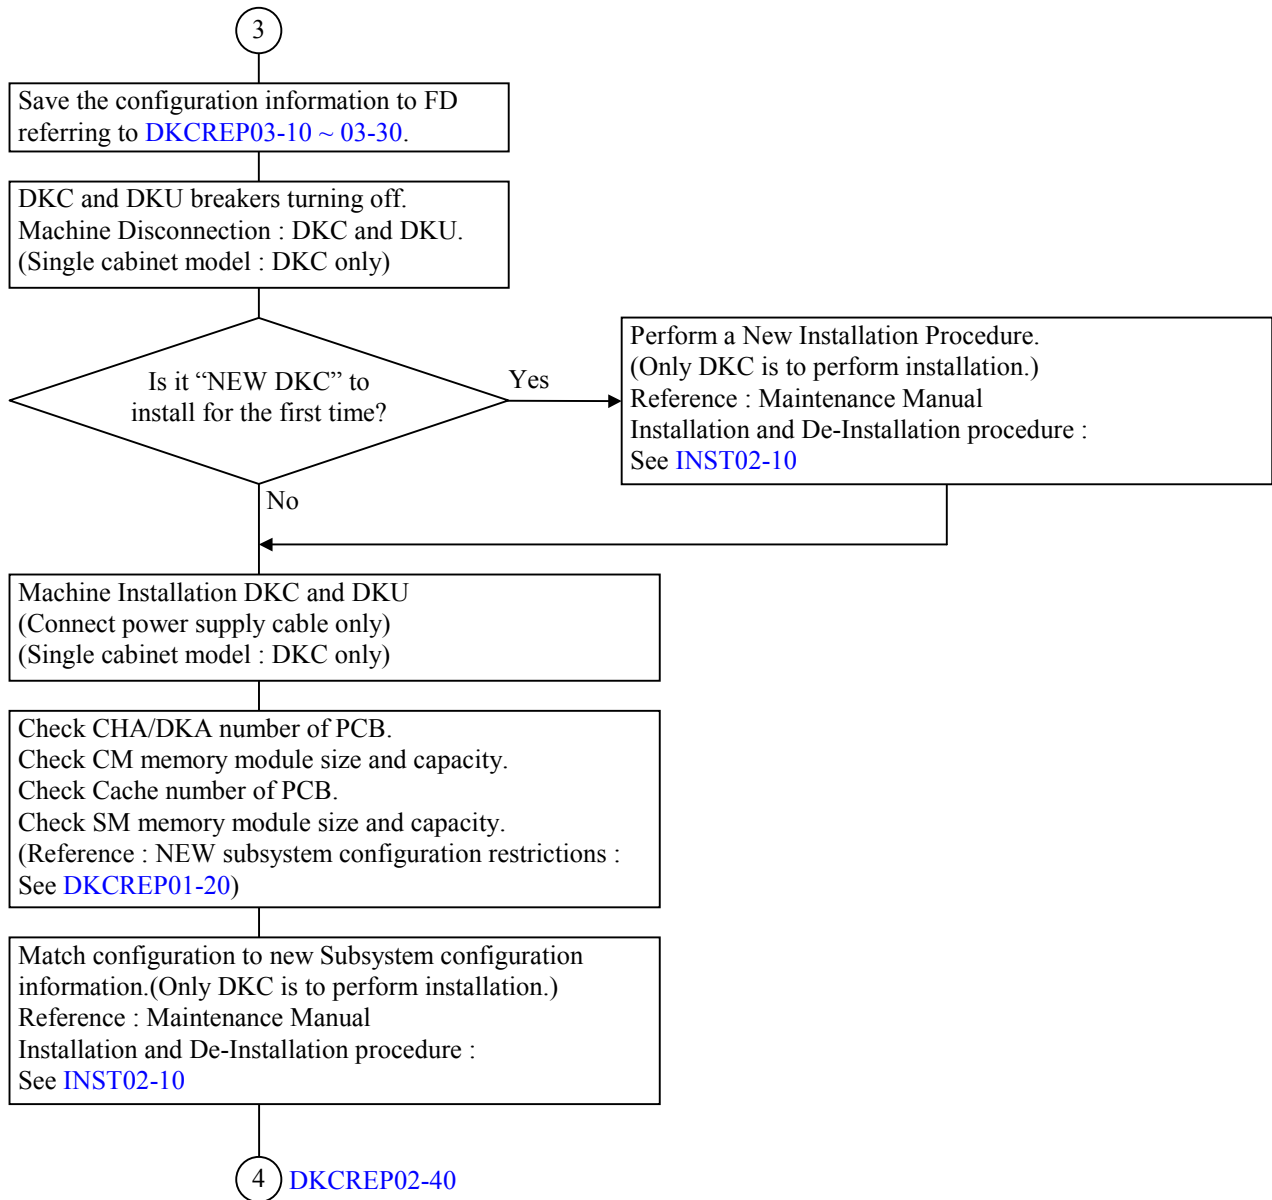 3
Save the configuration information to FD
referring to DKCREP03-10 ~ 03-30.
DKC and DKU breakers turning off.
Machine Disconnection : DKC and DKU.
(Single cabinet model : DKC only)
Is it “NEW DKC” to
install for the first time?
Yes
Perform a New Installation Procedure.
(Only DKC is to perform installation.)
Reference : Maintenance Manual
Installation and De-Installation procedure :
See INST02-10
No
Machine Installation DKC and DKU
(Connect power supply cable only)
(Single cabinet model : DKC only)
Check CHA/DKA number of PCB.
Check CM memory module size and capacity.
Check Cache number of PCB.
Check SM memory module size and capacity.
(Reference : NEW subsystem configuration restrictions :
See DKCREP01-20)
Match configuration to new Subsystem configuration
information.(Only DKC is to perform installation.)
Reference : Maintenance Manual
Installation and De-Installation procedure :
See INST02-10
4 DKCREP02-40